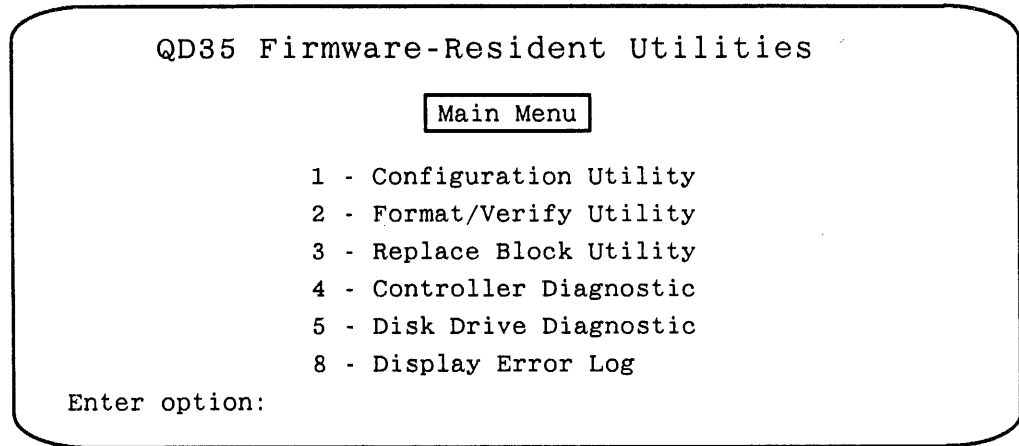 QD35 Firmware-Resident Utilities
Main Menu
1 - Configuration Utility
2 - Format/Verify Utility
3 - Replace Block Utility
4 - Controller Diagnostic
5 - Disk Drive Diagnostic
8 - Display Error Log
Enter option: